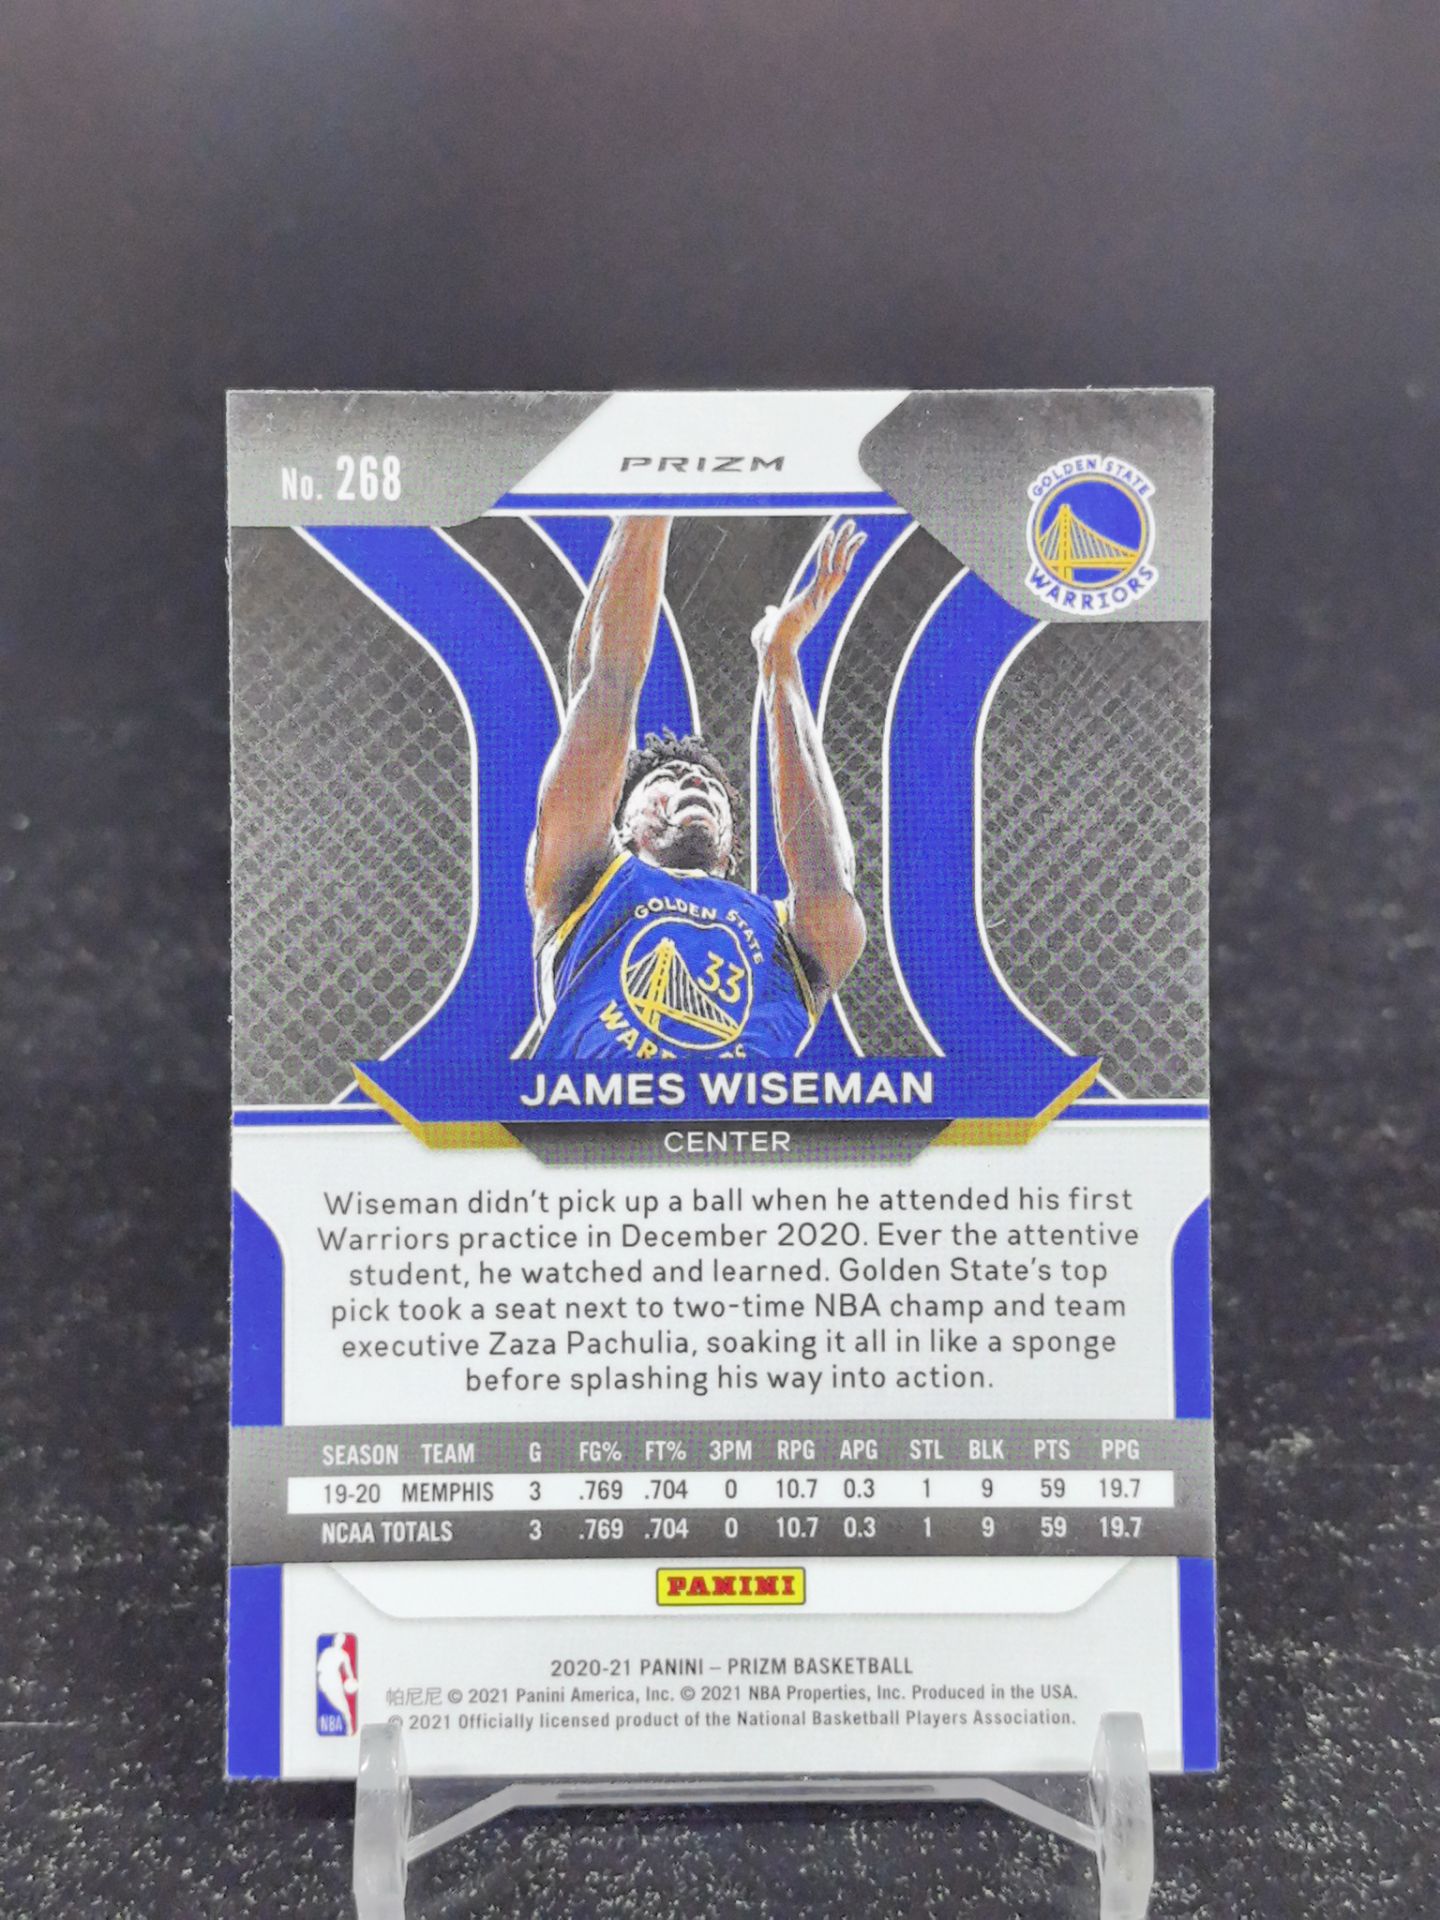 No. 268
PRIZM
GOLDEN STATE
WARRIORS
GOLDEN STATE
33
JAMES WISEMAN
CENTER
Wiseman didn't pick up a ball when he attended his first
Warriors practice in December 2020. Ever the attentive
student, he watched and learned. Golden State's top
pick took a seat next to two-time NBA champ and team
executive Zaza Pachulia, soaking it all in like a sponge
before splashing his way into action.
SEASON TEAM G FG% FT% 3PM RPG APG STL BLK PTS PPG
19-20 MEMPHIS 3 .769 .704 0 10.7 0.3 1 9 59 19.7
NCAA TOTALS 3 .769 .704 0 10.7 0.3 1 9 59 19.7
PANINI
NBA
2020-21 PANINI – PRIZM BASKETBALL
帕尼尼 © 2021 Panini America, Inc. © 2021 NBA Properties, Inc. Produced in the USA.
© 2021 Officially licensed product of the National Basketball Players Association.